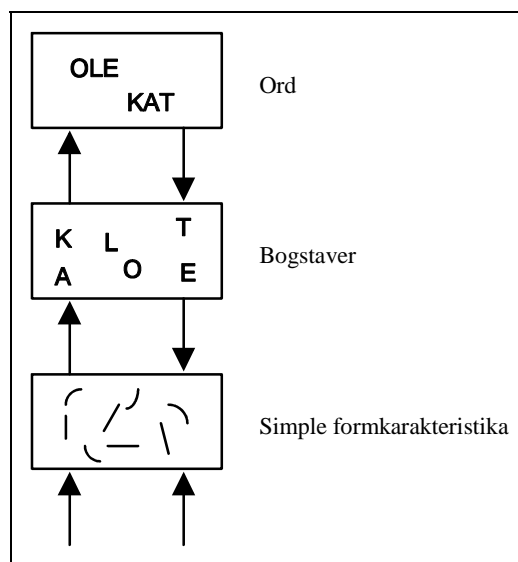 OLE
KAT
Ord
K L T
A O E
Bogstaver
Simple formkarakteristika